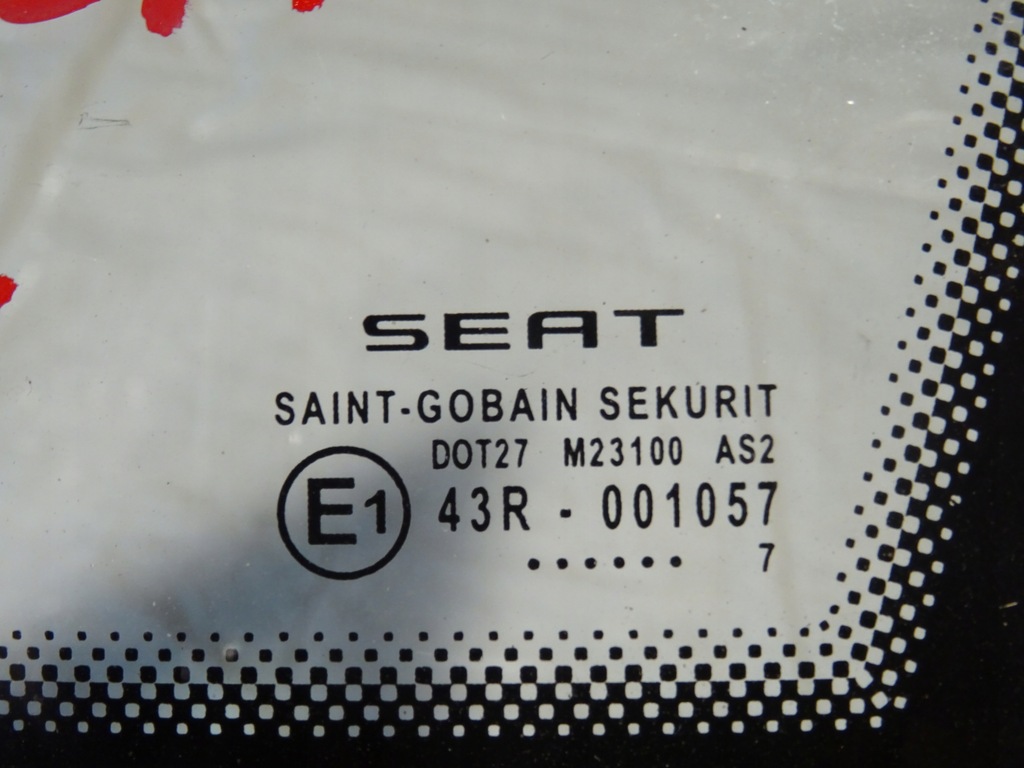 SEAT
SAINT-GOBAIN SEKURIT
DOT27 M23100 AS2
E1 43R - 001057
...... 7